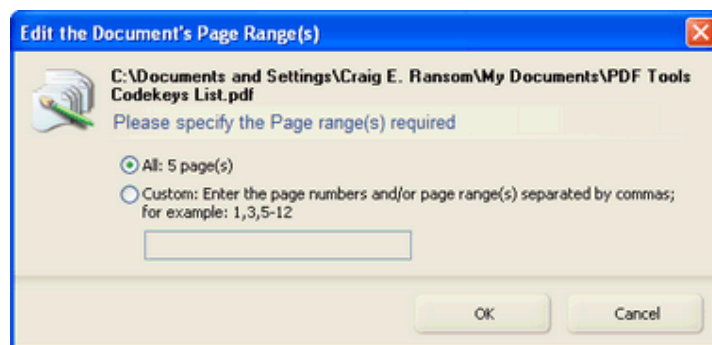 Edit the Document's Page Range(s)
C:\Documents and Settings\Craig E. Ransom\My Documents\PDF Tools
Codekeys List.pdf
Please specify the Page range(s) required
All: 5 page(s)
Custom: Enter the page numbers and/or page range(s) separated by commas;
for example: 1,3,5-12
OK
Cancel